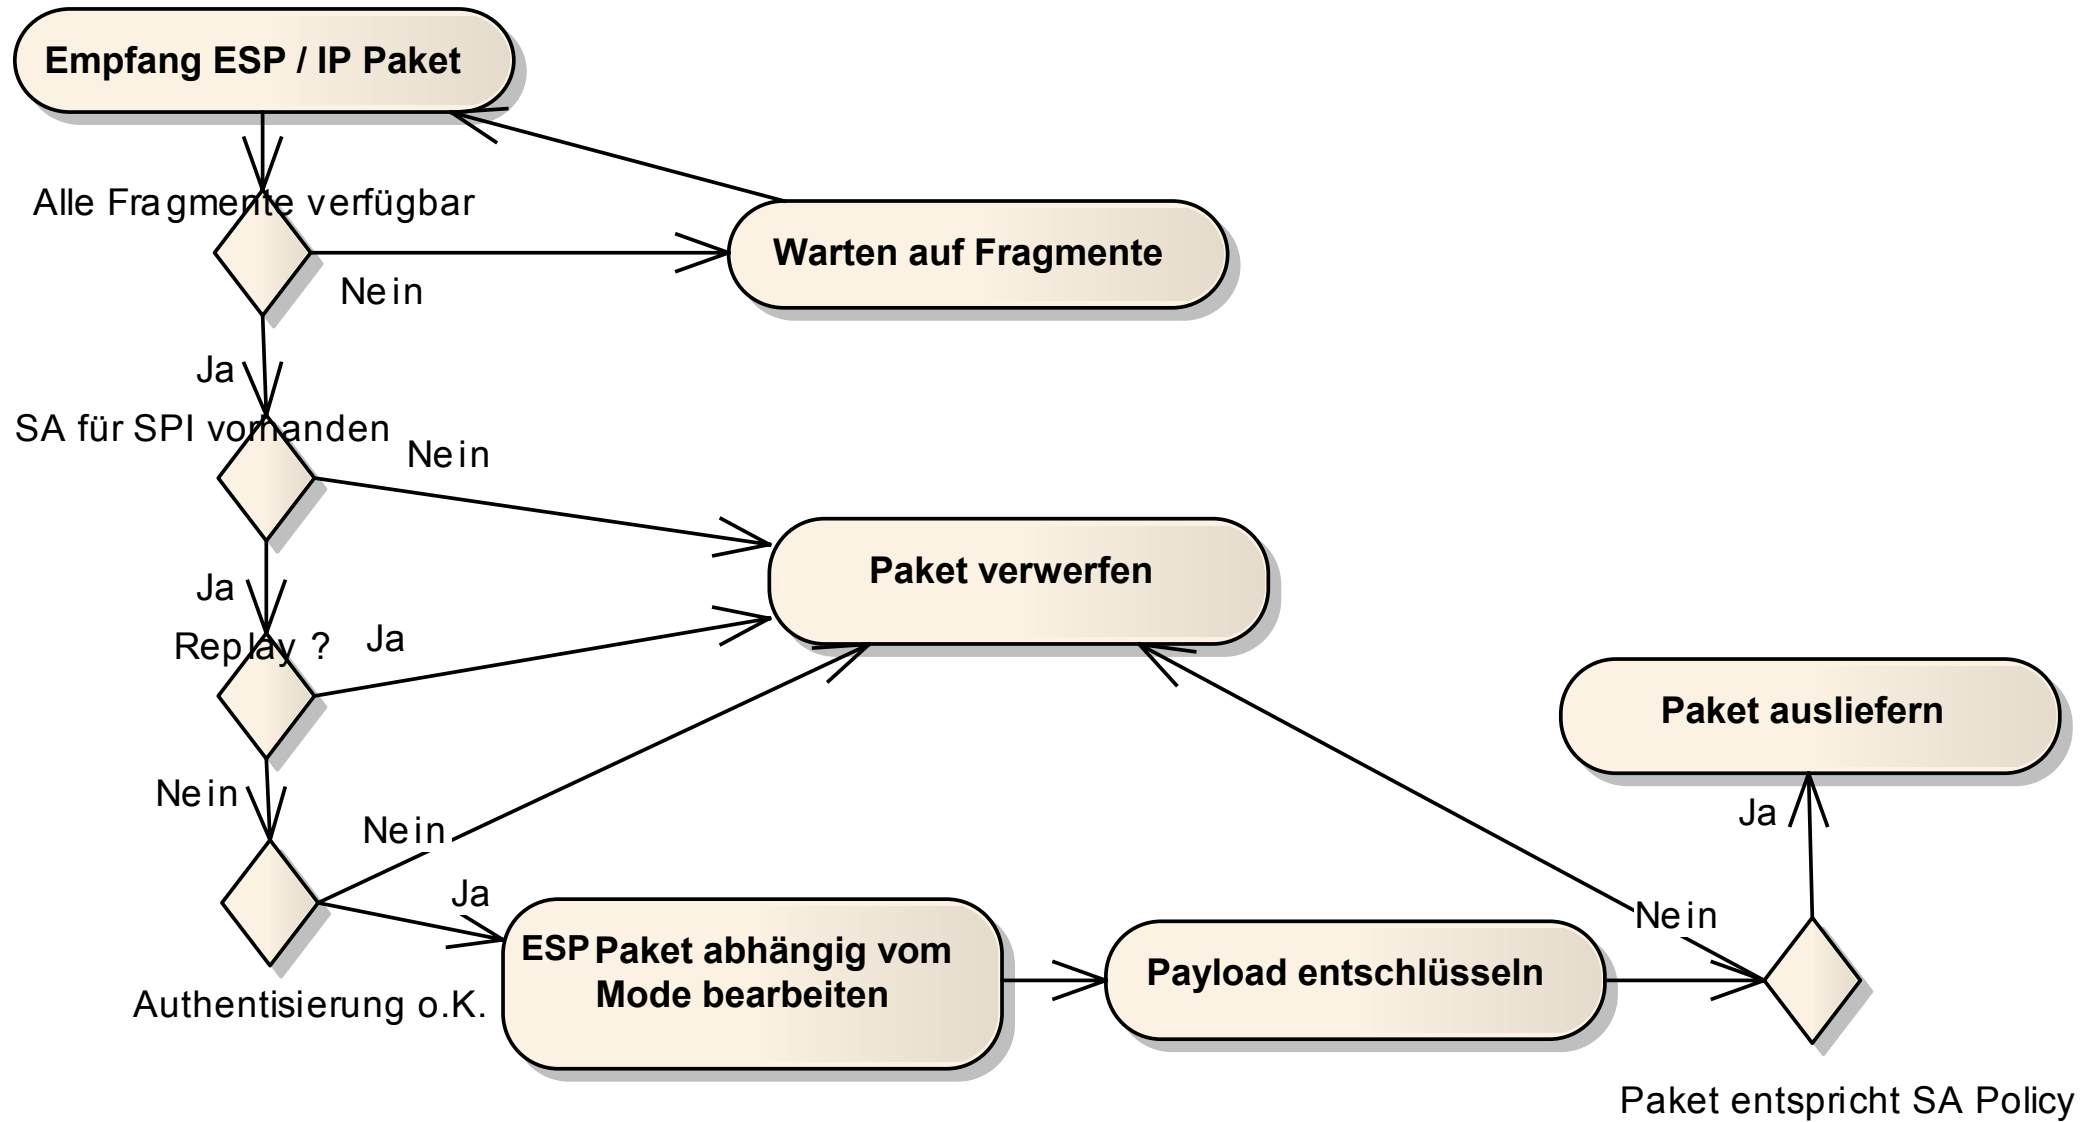 Empfang ESP / IP Paket
Alle Fragmente verfügbar
Warten auf Fragmente
Nein
Ja
SA für SPI vorhanden
Nein
Paket verwerfen
Ja
Replay ?
Ja
Paket ausliefern
Nein
Ja
Nein
Ja
Nein
ESP Paket abhängig vom
Mode bearbeiten
Payload entschlüsseln
Authentisierung o.K.
Paket entspricht SA Policy